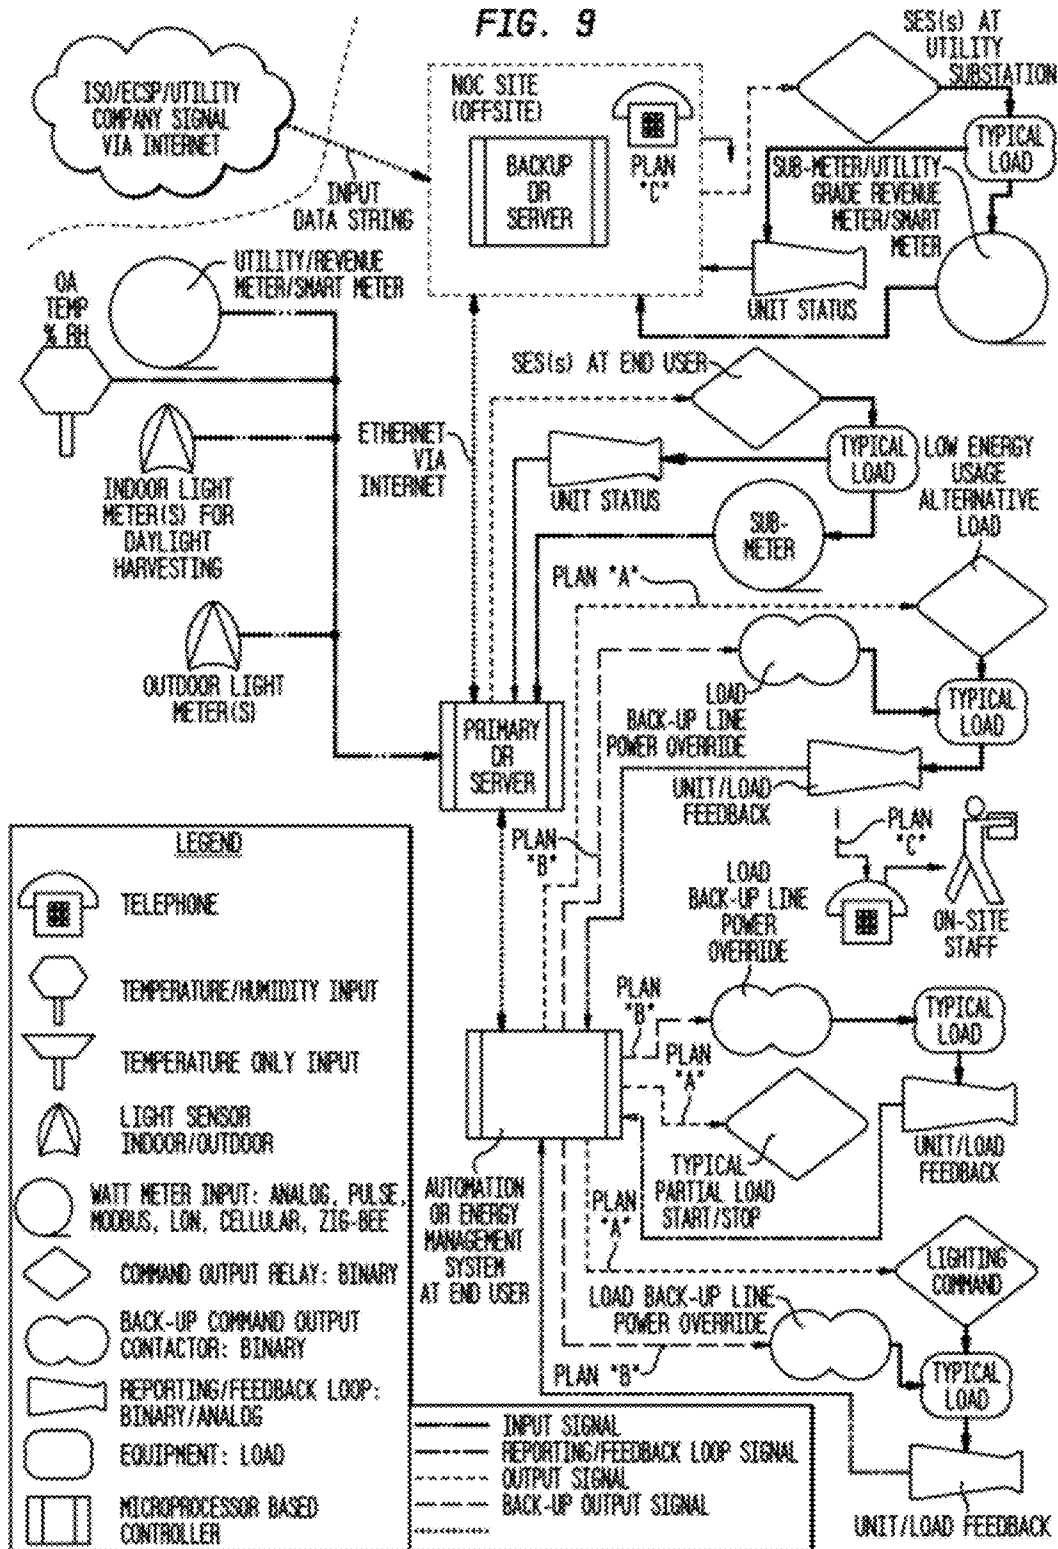 FIG. 9
ISO/ECSP/UTILITY
COMPANY SIGNAL
VIA INTERNET
INPUT
DATA STRING
NOC SITE
(OFFSITE)
BACKUP
DR
SERVER
PLAN
"C"
SES(s) AT
UTILITY
SUBSTATION
TYPICAL
LOAD
SUB-METER/UTILITY
GRADE REVENUE
METER/SMART
METER
UNIT STATUS
OA
TEMP
% RH
UTILITY/REVENUE
METER/SMART METER
INDOOR LIGHT
METER(S) FOR
DAYLIGHT
HARVESTING
OUTDOOR LIGHT
METER(S)
ETHERNET
VIA
INTERNET
SES(s) AT END USER
TYPICAL
LOAD
UNIT STATUS
SUB-
METER
LOW ENERGY
USAGE
ALTERNATIVE
LOAD
PLAN "A"
LOAD
BACK-UP LINE
POWER OVERRIDE
TYPICAL
LOAD
PRIMARY
DR
SERVER
UNIT/LOAD
FEEDBACK
PLAN
"B"
PLAN
"C"
ON-SITE
STAFF
LOAD
BACK-UP LINE
POWER
OVERRIDE
PLAN
"B"
TYPICAL
LOAD
PLAN
"A"
TYPICAL
PARTIAL LOAD
START/STOP
UNIT/LOAD
FEEDBACK
AUTOMATION
OR ENERGY
MANAGEMENT
SYSTEM
AT END USER
PLAN
"A"
LIGHTING
COMMAND
LOAD BACK-UP LINE
POWER OVERRIDE
PLAN "B"
TYPICAL
LOAD
UNIT/LOAD FEEDBACK
LEGEND
TELEPHONE
TEMPERATURE/HUMIDITY INPUT
TEMPERATURE ONLY INPUT
LIGHT SENSOR
INDOOR/OUTDOOR
WATT METER INPUT: ANALOG, PULSE,
MODBUS, LON, CELLULAR, ZIG-BEE
COMMAND OUTPUT RELAY: BINARY
BACK-UP COMMAND OUTPUT
CONTACTOR: BINARY
REPORTING/FEEDBACK LOOP:
BINARY/ANALOG
EQUIPMENT: LOAD
MICROPROCESSOR BASED
CONTROLLER
INPUT SIGNAL
REPORTING/FEEDBACK LOOP SIGNAL
OUTPUT SIGNAL
BACK-UP OUTPUT SIGNAL